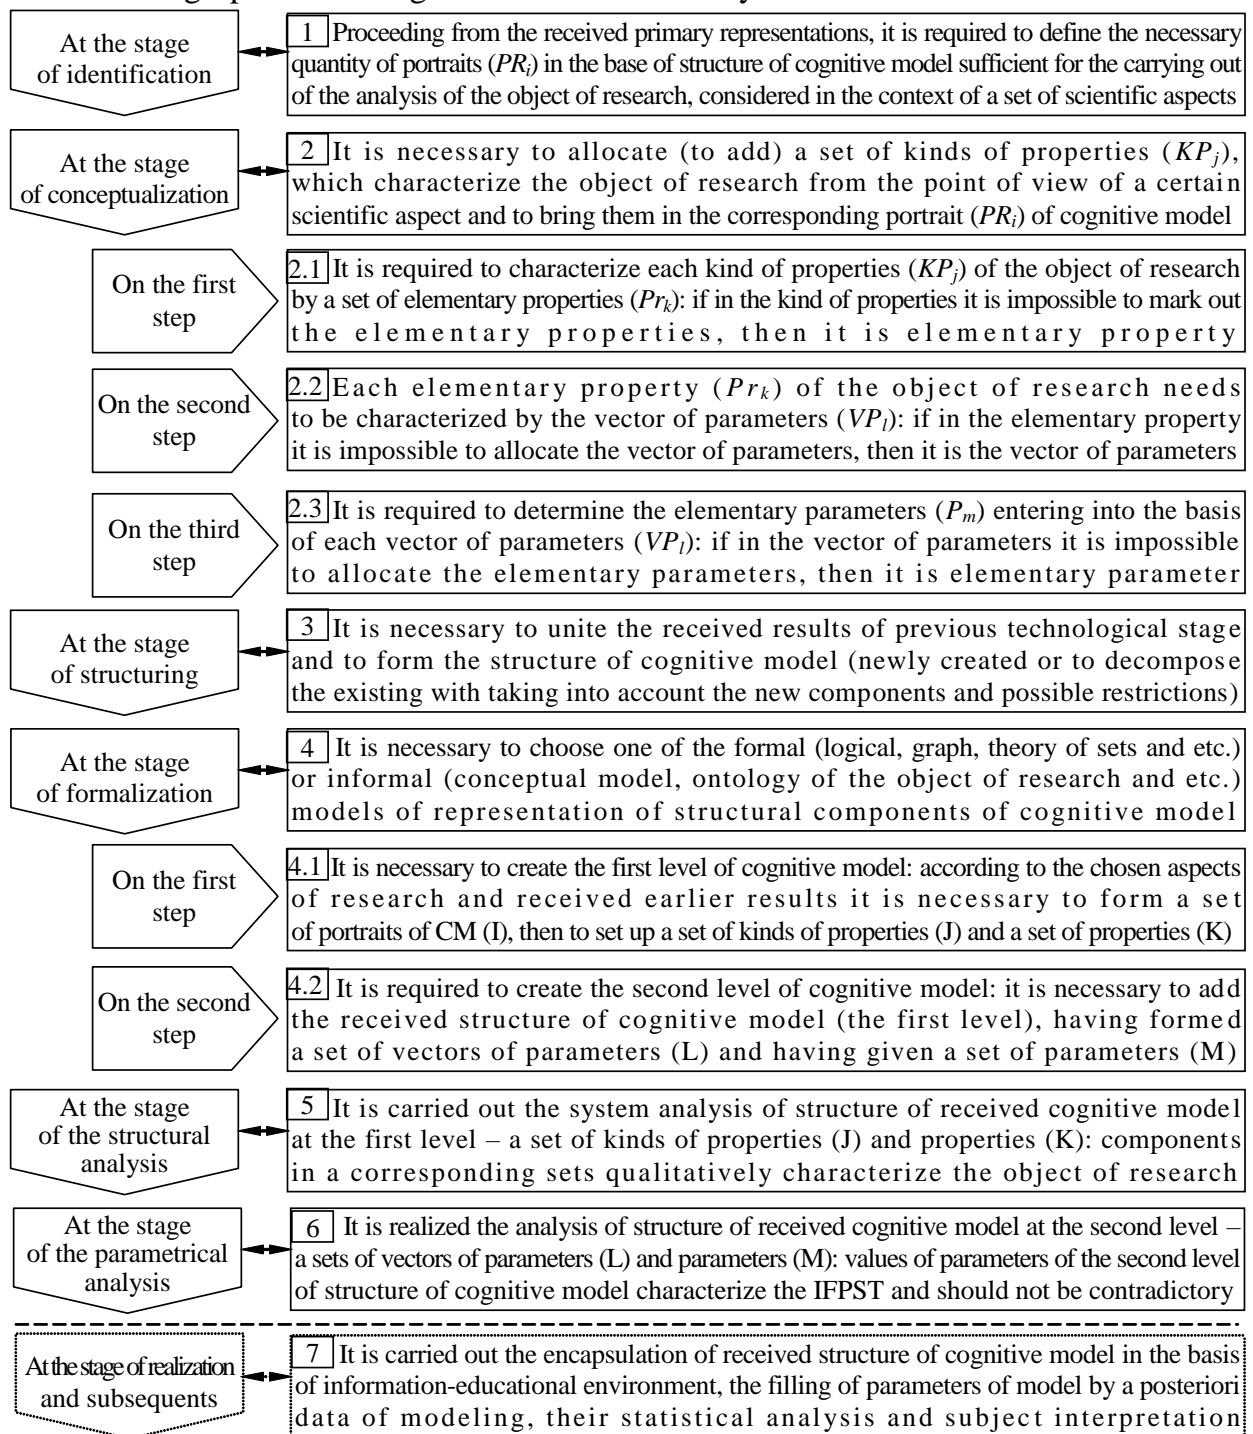 At the stage
of identification
1 Proceeding from the received primary representations, it is required to define the necessary
quantity of portraits (PRi) in the base of structure of cognitive model sufficient for the carrying out
of the analysis of the object of research, considered in the context of a set of scientific aspects
At the stage
of conceptualization
2 It is necessary to allocate (to add) a set of kinds of properties (KPj),
which characterize the object of research from the point of view of a certain
scientific aspect and to bring them in the corresponding portrait (PRi) of cognitive model
On the first
step
2.1 It is required to characterize each kind of properties (KPj) of the object of research
by a set of elementary properties (Prk): if in the kind of properties it is impossible to mark out
the elementary properties, then it is elementary property
On the second
step
2.2 Each elementary property (Prk) of the object of research needs
to be characterized by the vector of parameters (VPl): if in the elementary property
it is impossible to allocate the vector of parameters, then it is the vector of parameters
On the third
step
2.3 It is required to determine the elementary parameters (Pm) entering into the basis
of each vector of parameters (VPl): if in the vector of parameters it is impossible
to allocate the elementary parameters, then it is elementary parameter
At the stage
of structuring
3 It is necessary to unite the received results of previous technological stage
and to form the structure of cognitive model (newly created or to decompose
the existing with taking into account the new components and possible restrictions)
At the stage
of formalization
4 It is necessary to choose one of the formal (logical, graph, theory of sets and etc.)
or informal (conceptual model, ontology of the object of research and etc.)
models of representation of structural components of cognitive model
On the first
step
4.1 It is necessary to create the first level of cognitive model: according to the chosen aspects
of research and received earlier results it is necessary to form a set
of portraits of CM (I), then to set up a set of kinds of properties (J) and a set of properties (K)
On the second
step
4.2 It is required to create the second level of cognitive model: it is necessary to add
the received structure of cognitive model (the first level), having formed
a set of vectors of parameters (L) and having given a set of parameters (M)
At the stage
of the structural
analysis
5 It is carried out the system analysis of structure of received cognitive model
at the first level – a set of kinds of properties (J) and properties (K): components
in a corresponding sets qualitatively characterize the object of research
At the stage
of the parametrical
analysis
6 It is realized the analysis of structure of received cognitive model at the second level –
a sets of vectors of parameters (L) and parameters (M): values of parameters of the second level
of structure of cognitive model characterize the IFPST and should not be contradictory
At the stage of realization
and subsequents
7 It is carried out the encapsulation of received structure of cognitive model in the basis
of information-educational environment, the filling of parameters of model by a posteriori
data of modeling, their statistical analysis and subject interpretation